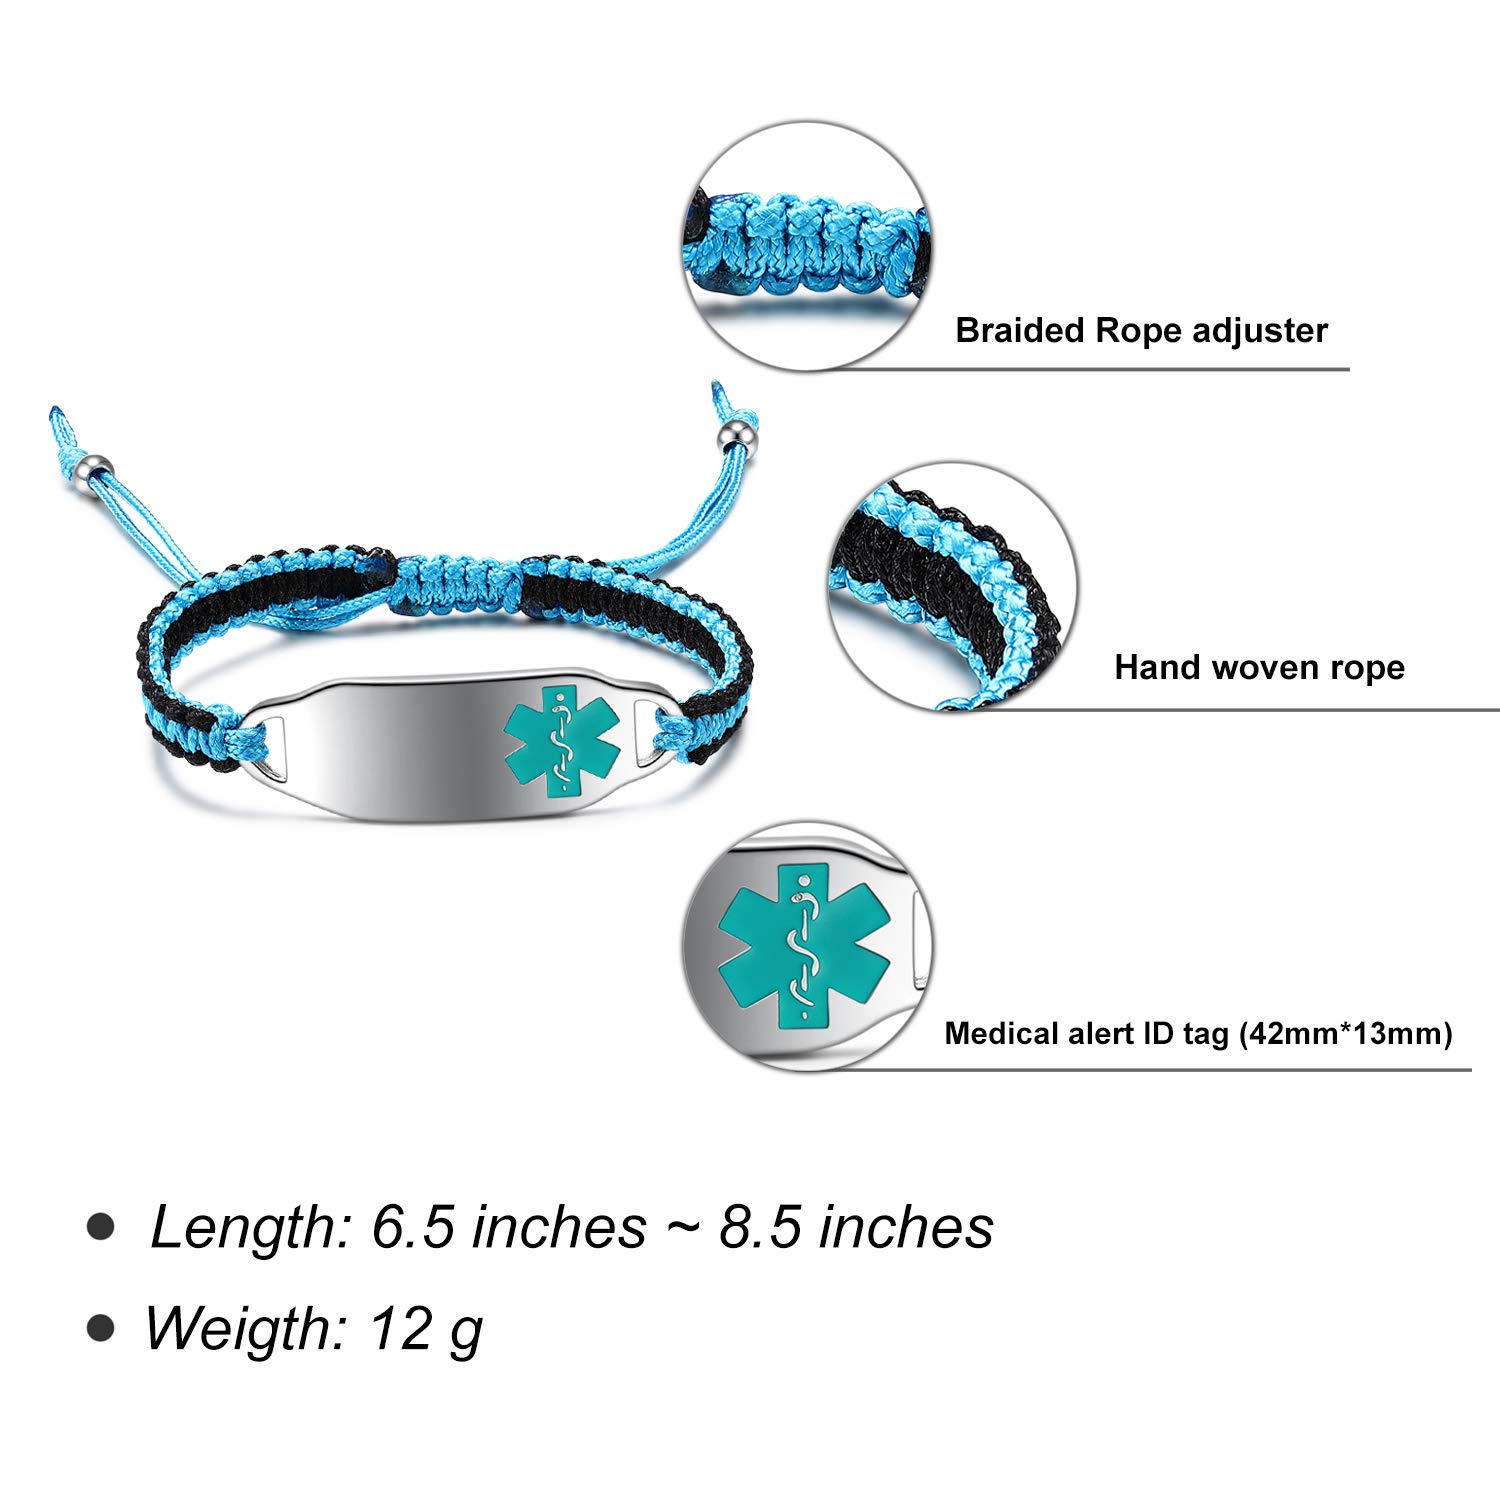 Braided Rope adjuster
Hand woven rope
Medical alert ID tag (42mm*13mm)
Length: 6.5 inches ~ 8.5 inches
Weigth: 12 g